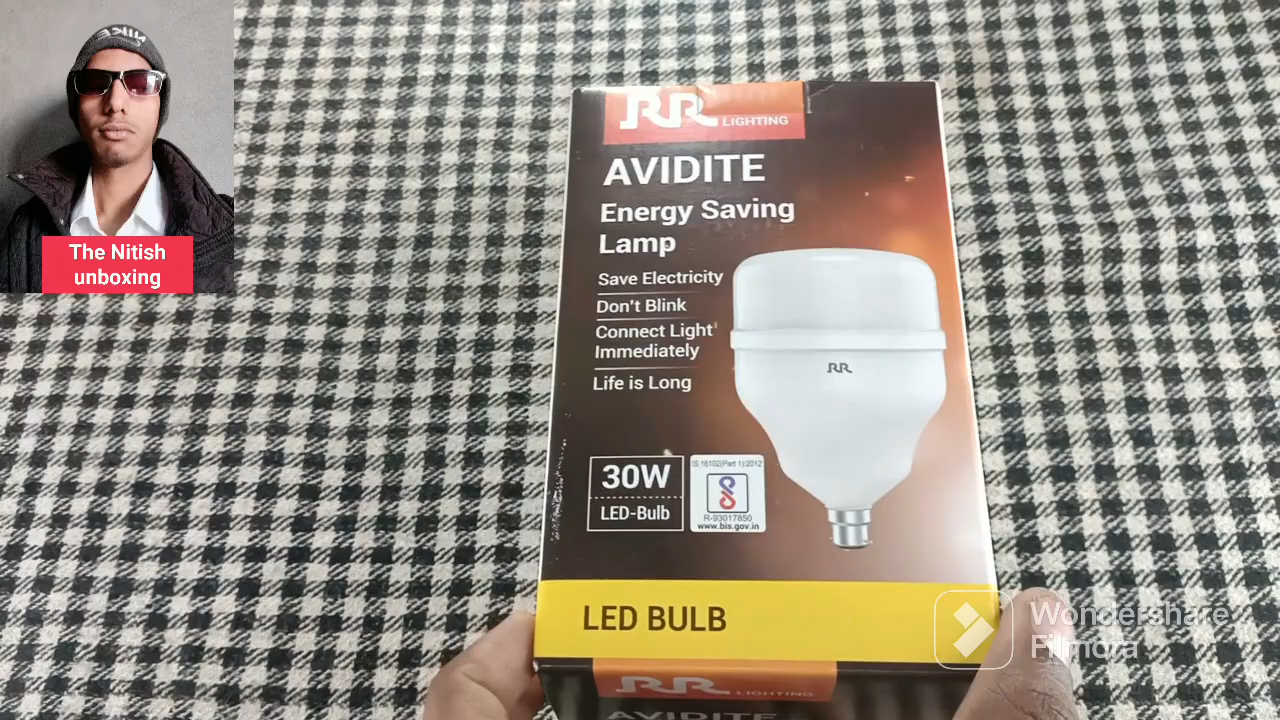 NIKE
The Nitish
unboxing
RR LIGHTING
AVIDITE
Energy Saving
Lamp
Save Electricity
Don't Blink
Connect Light
Immediately
Life is Long
RR
30W
LED-Bulb
IS 16102(Part 1):2012
R-93017850
www.bis.gov.in
LED BULB
Wondershare
Filmora
RR LIGHTING
AVIDITE